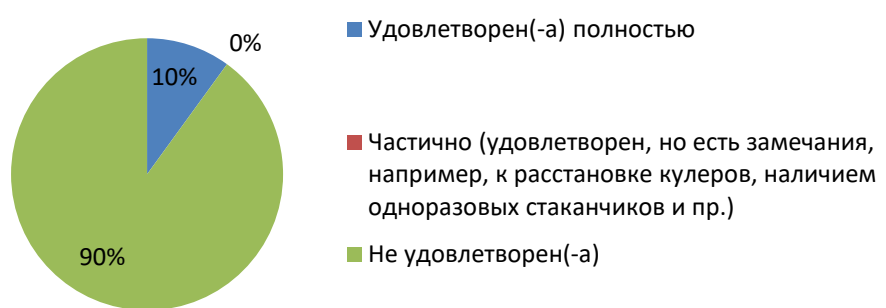 Удовлетворен(-а) полностью
0%
10%
Частично (удовлетворен, но есть замечания,
например, к расстановке кулеров, наличием
одноразовых стаканчиков и пр.)
90%
Не удовлетворен(-а)